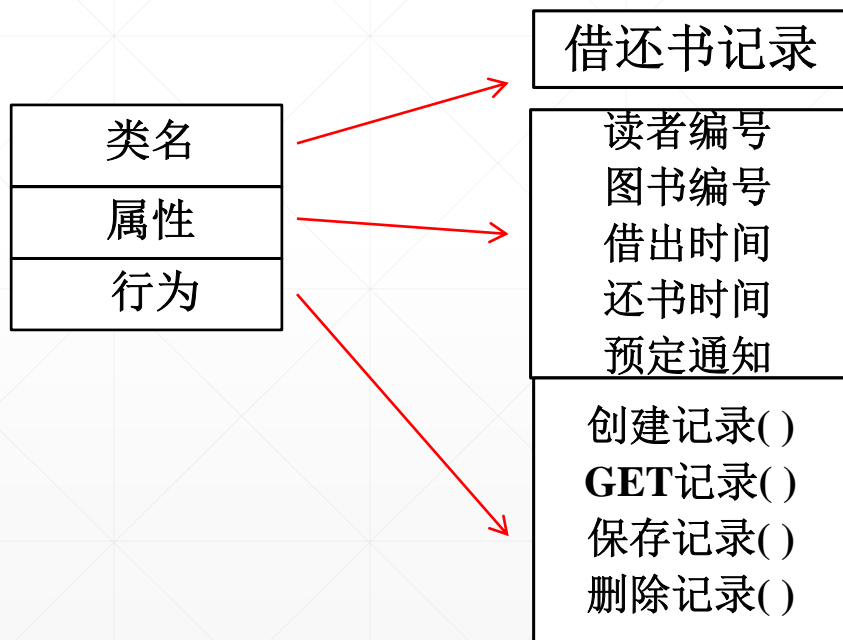 类名
属性
行为
借还书记录
读者编号
图书编号
借出时间
还书时间
预定通知
创建记录( )
GET记录( )
保存记录( )
删除记录( )